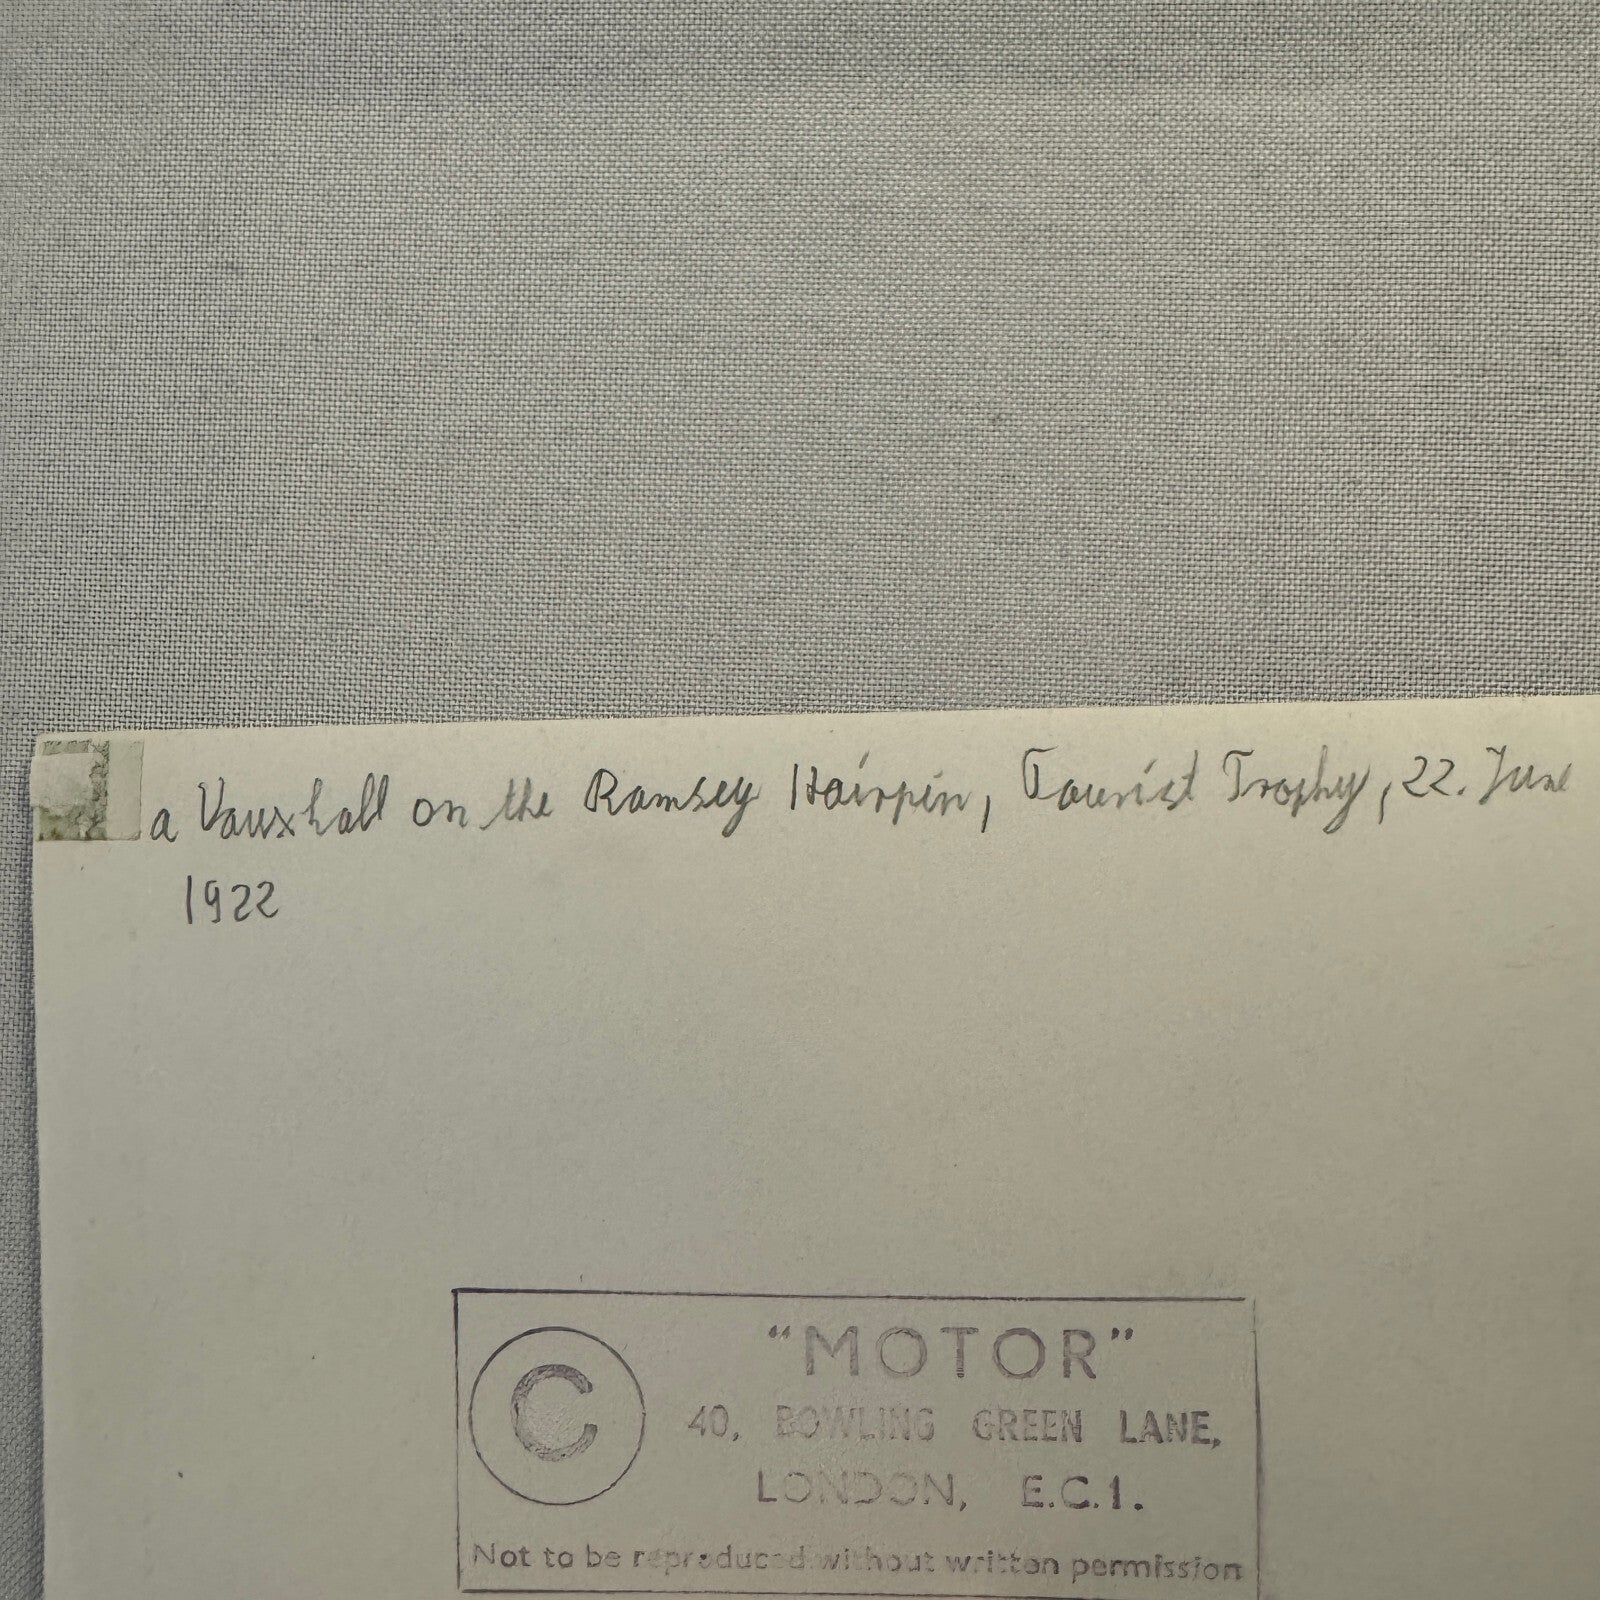 a Vauxhall on the Ramsey Hairpin, Tourist Trophy, 22. June
1922
C
"MOTOR"
40, BOWLING GREEN LANE,
LONDON, E.C.1.
Not to be reproduced without written permission